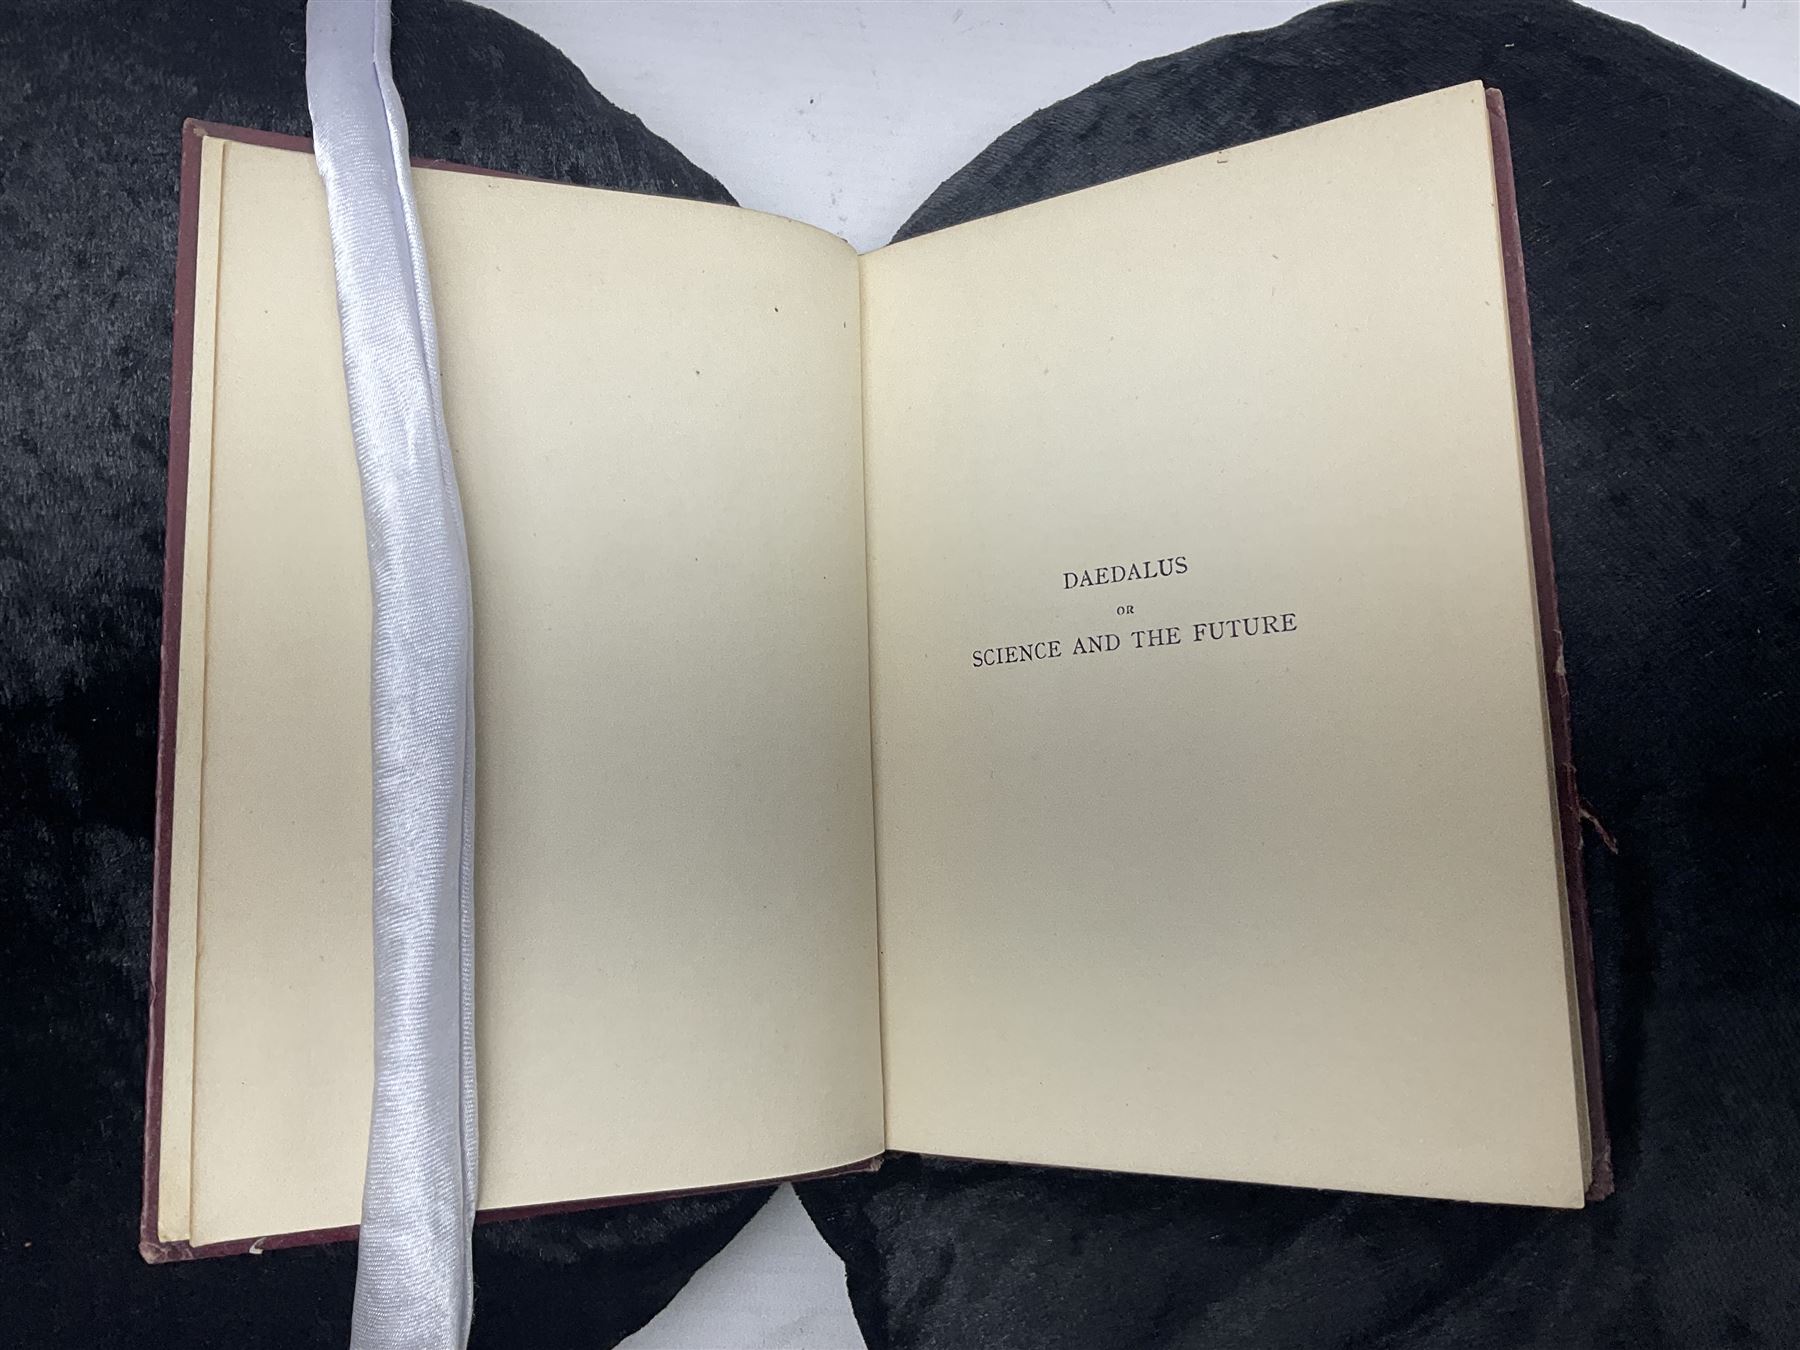 DAEDALUS
OR
SCIENCE AND THE FUTURE